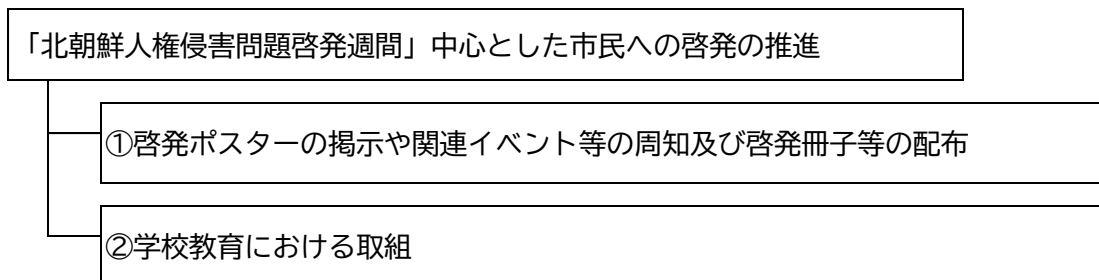 「北朝鮮人権侵害問題啓発週間」中心とした市民への啓発の推進
①啓発ポスターの掲示や関連イベント等の周知及び啓発冊子等の配布
②学校教育における取組